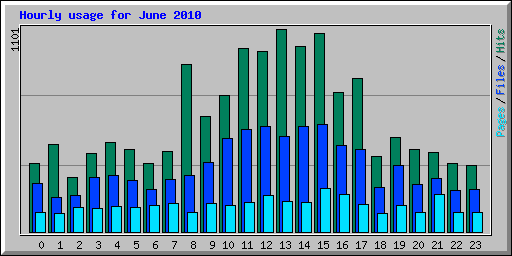 Hourly usage for June 2010
1101
Pages / Files / Hits
0 1 2 3 4 5 6 7 8 9 10 11 12 13 14 15 16 17 18 19 20 21 22 23